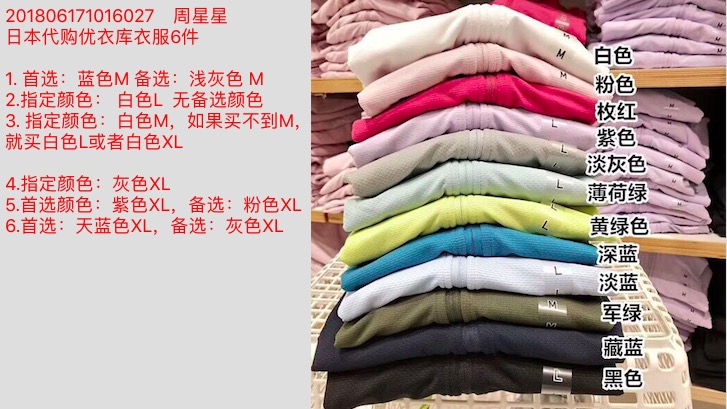 201806171016027 周星星
日本代购优衣库衣服6件
1. 首选：蓝色M 备选：浅灰色 M
2.指定颜色： 白色L 无备选颜色
3. 指定颜色：白色M，如果买不到M，
就买白色L或者白色XL
4.指定颜色：灰色XL
5.首选颜色：紫色XL，备选：粉色XL
6.首选：天蓝色XL，备选：灰色XL
白色
粉色
枚红
紫色
淡灰色
薄荷绿
黄绿色
深蓝
淡蓝
军绿
藏蓝
黑色
M
M
L
L
L
L
L
M
L